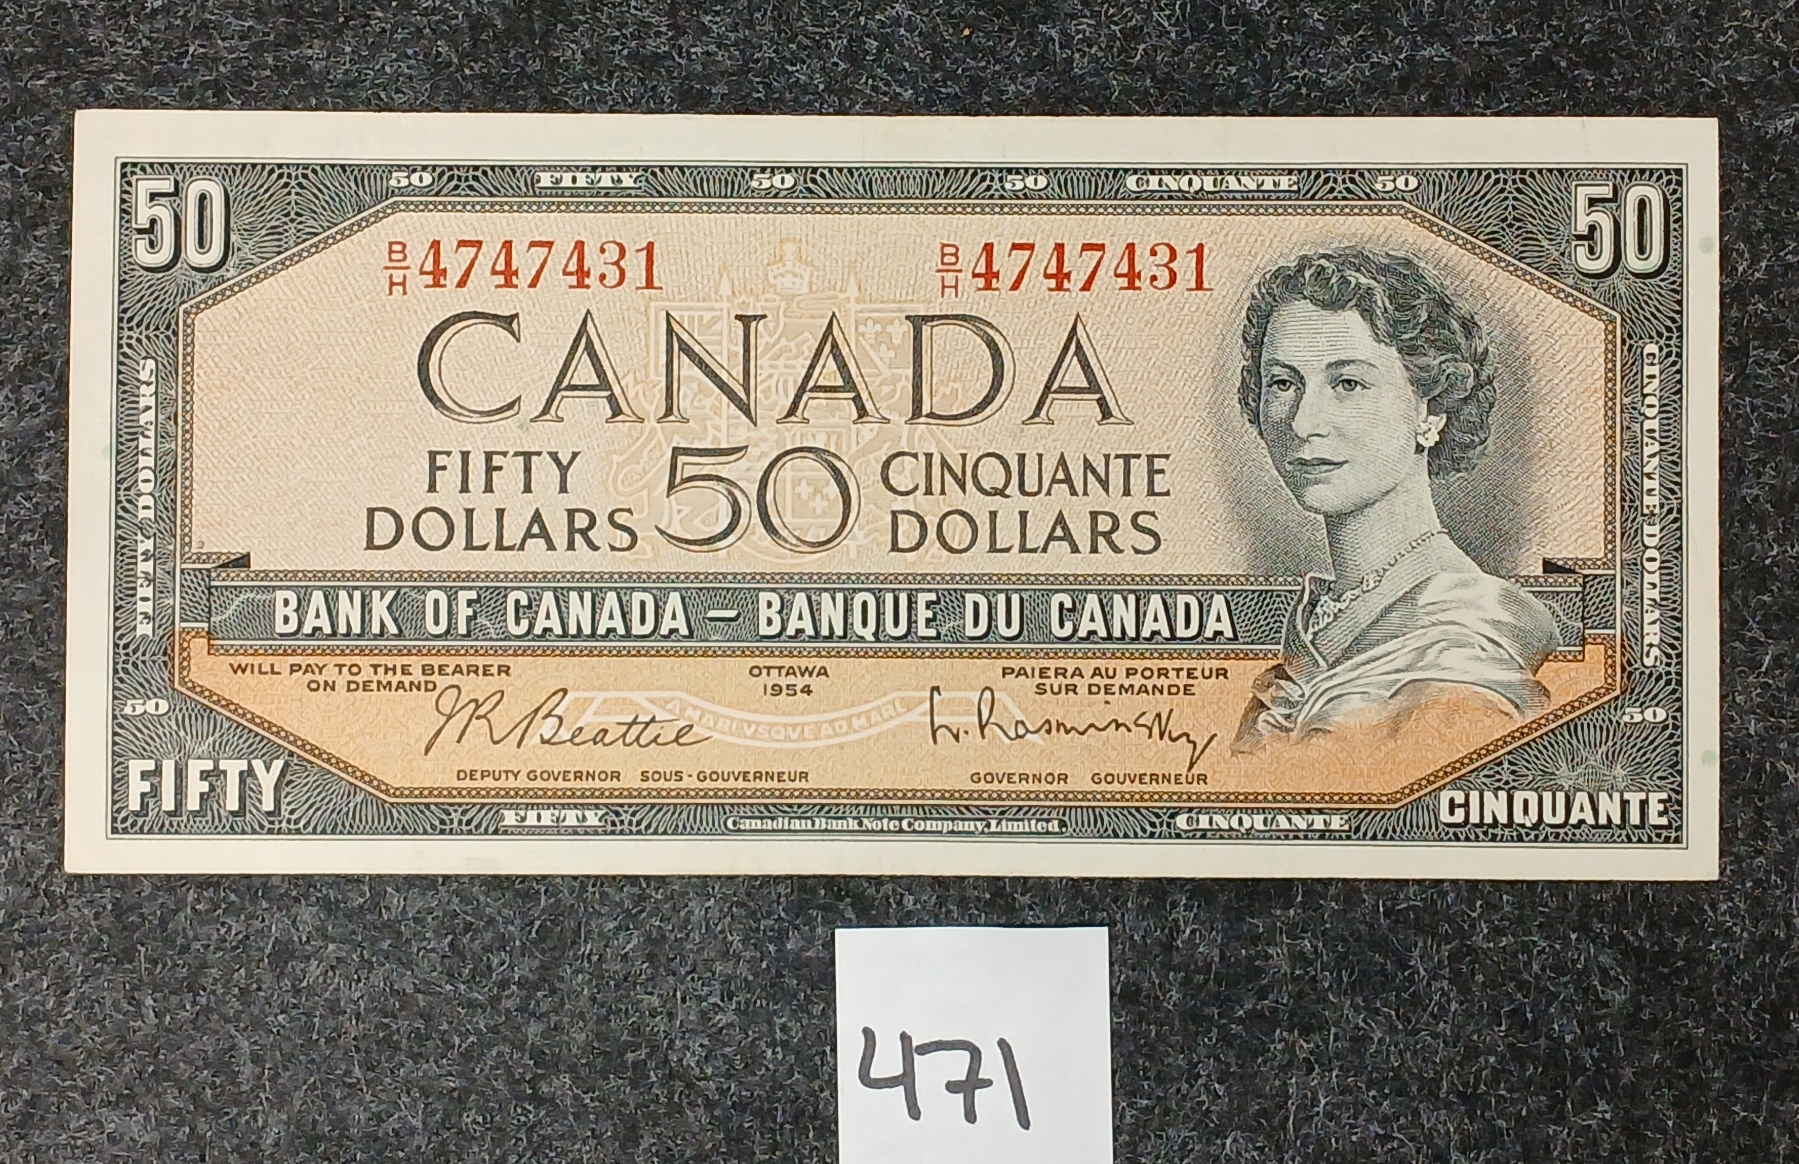 50 FIFTY 50 50 CINQUANTE 50
50 50
B/H 4747431 B/H 4747431
CANADA
FIFTY DOLLARS 50 CINQUANTE DOLLARS
FIFTY DOLLARS
CINQUANTE DOLLARS
BANK OF CANADA – BANQUE DU CANADA
WILL PAY TO THE BEARER
ON DEMAND
OTTAWA
1954
PAIERA AU PORTEUR
SUR DEMANDE
50 50
J R Beattie
L. Rasminsky
A MARI VSQVE AD MARE
DEPUTY GOVERNOR SOUS-GOUVERNEUR
GOVERNOR GOUVERNEUR
FIFTY CINQUANTE
FIFTY Canadian Bank Note Company, Limited. CINQUANTE
471